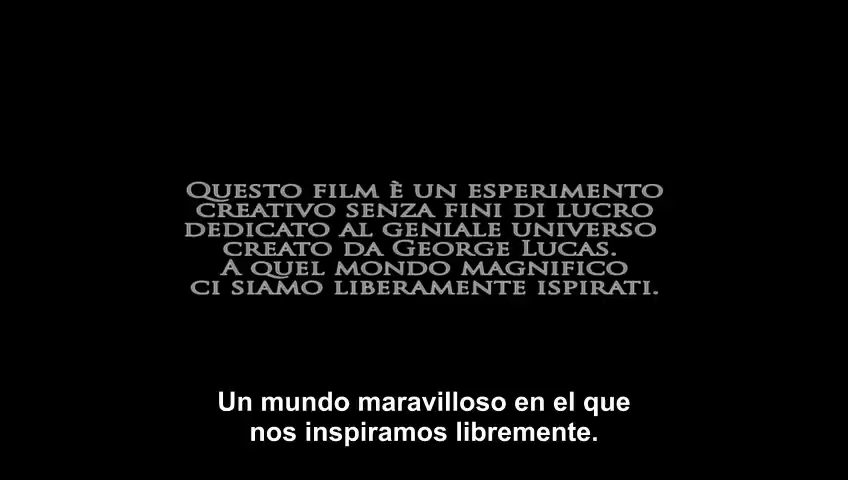 Questo film è un esperimento
creativo senza fini di lucro
dedicato al geniale universo
creato da George Lucas.
A quel mondo magnifico
ci siamo liberamente ispirati.
Un mundo maravilloso en el que
nos inspiramos libremente.